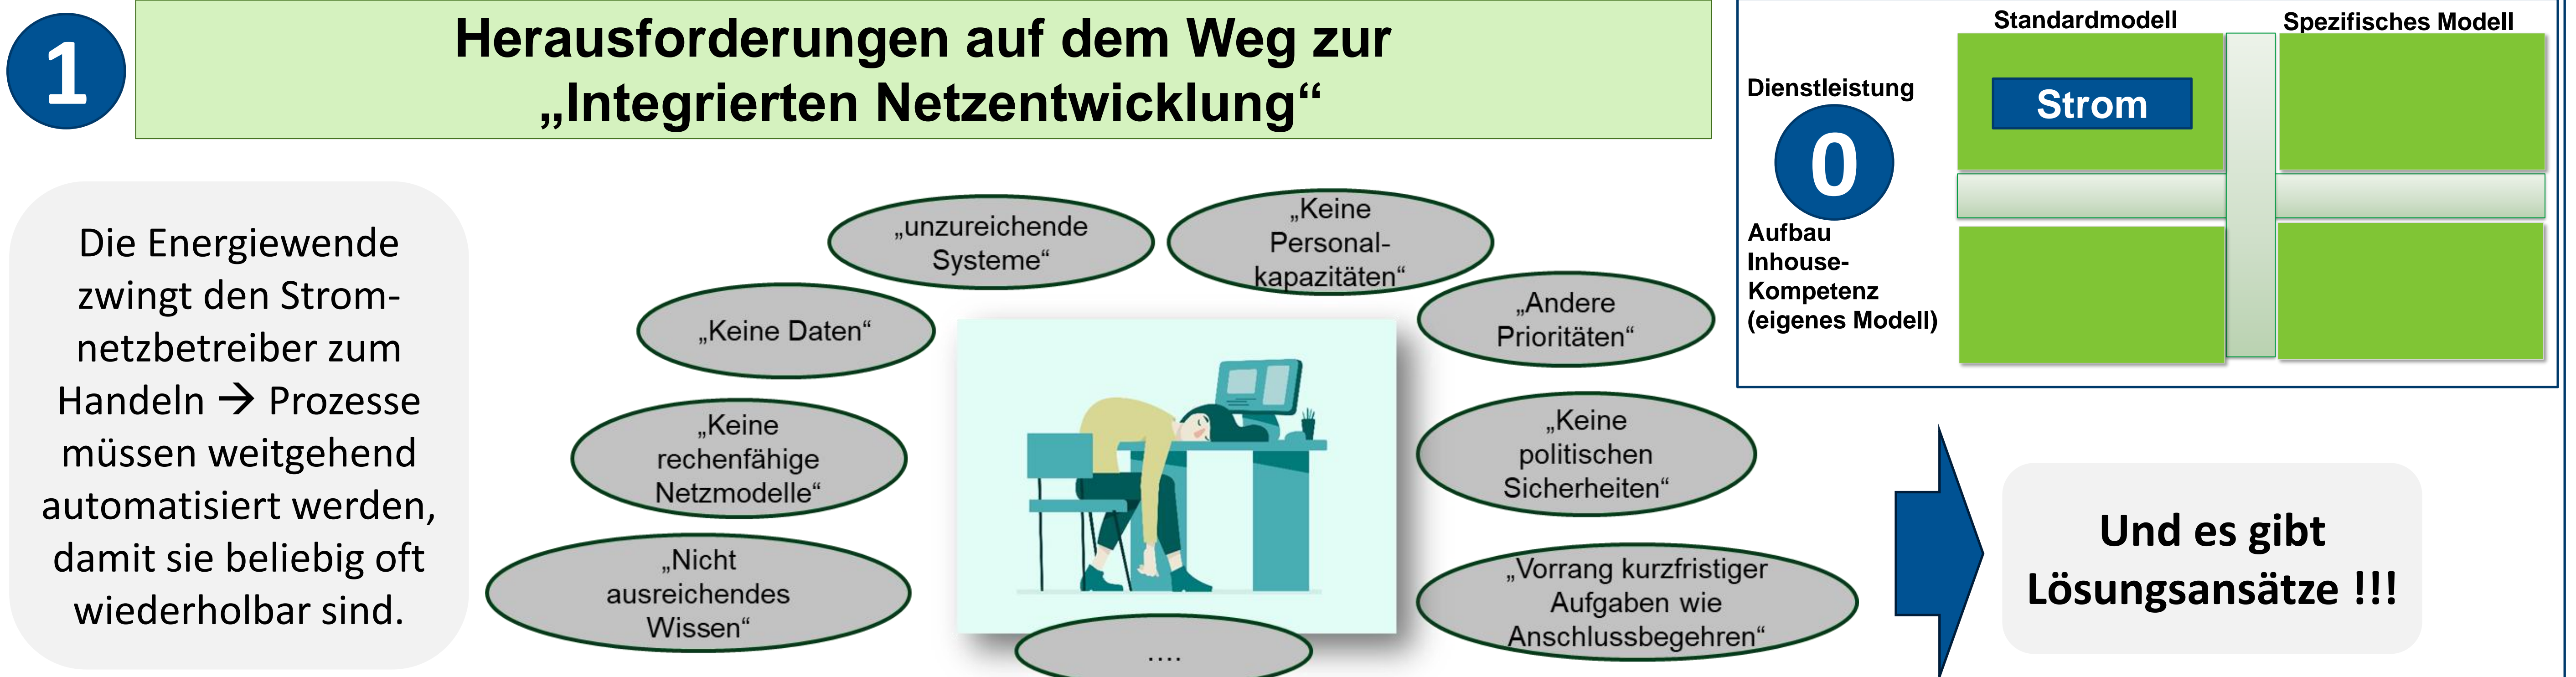 1
Herausforderungen auf dem Weg zur
„Integrierten Netzentwicklung“
Die Energiewende
zwingt den Strom-
netzbetreiber zum
Handeln → Prozesse
müssen weitgehend
automatisiert werden,
damit sie beliebig oft
wiederholbar sind.
„unzureichende
Systeme“
„Keine
Personal-
kapazitäten“
„Keine Daten“
„Andere
Prioritäten“
„Keine
rechenfähige
Netzmodelle“
„Keine
politischen
Sicherheiten“
„Nicht
ausreichendes
Wissen“
„Vorrang kurzfristiger
Aufgaben wie
Anschlussbegehren“
....
Standardmodell
Spezifisches Modell
Dienstleistung
Strom
0
Aufbau
Inhouse-
Kompetenz
(eigenes Modell)
Und es gibt
Lösungsansätze !!!